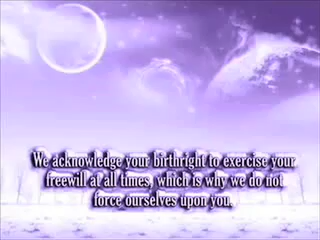 We acknowledge your birthright to exercise your
freewill at all times, which is why we do not
force ourselves upon you.